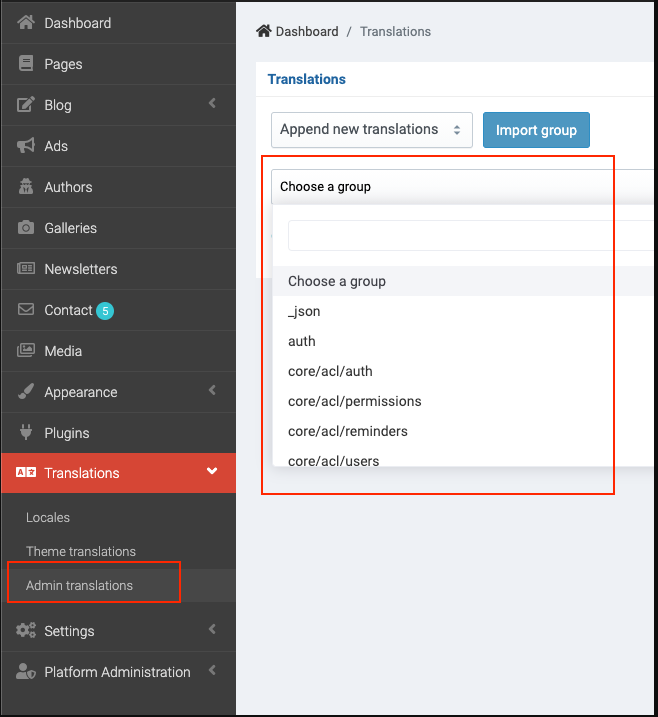 Dashboard
Pages
Blog
Ads
Authors
Galleries
Newsletters
Contact 5
Media
Appearance
Plugins
Translations
Locales
Theme translations
Admin translations
Settings
Platform Administration
Dashboard / Translations
Translations
Append new translations
Import group
Choose a group
Choose a group
_json
auth
core/acl/auth
core/acl/permissions
core/acl/reminders
core/acl/users